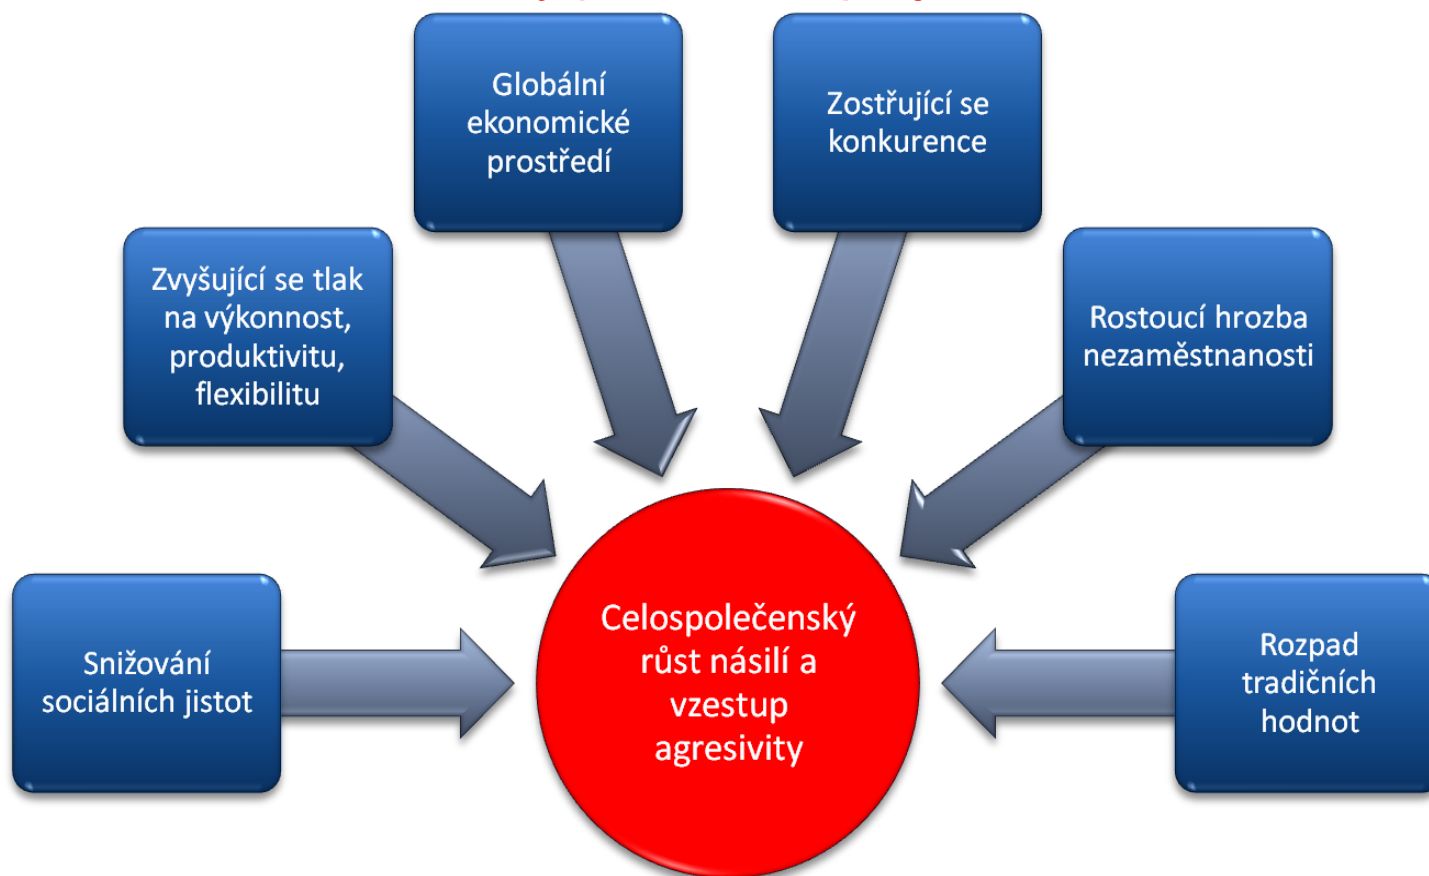 Globální
ekonomické
prostředí
Zostřující se
konkurence
Zvyšující se tlak
na výkonnost,
produktivitu,
flexibilitu
Rostoucí hrozba
nezaměstnanosti
Snižování
sociálních jistot
Celospolečenský
růst násilí a
vzestup
agresivity
Rozpad
tradičních
hodnot